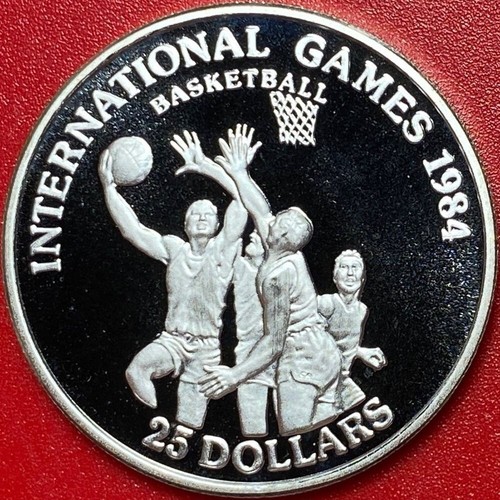 INTERNATIONAL GAMES 1984
BASKETBALL
25 DOLLARS